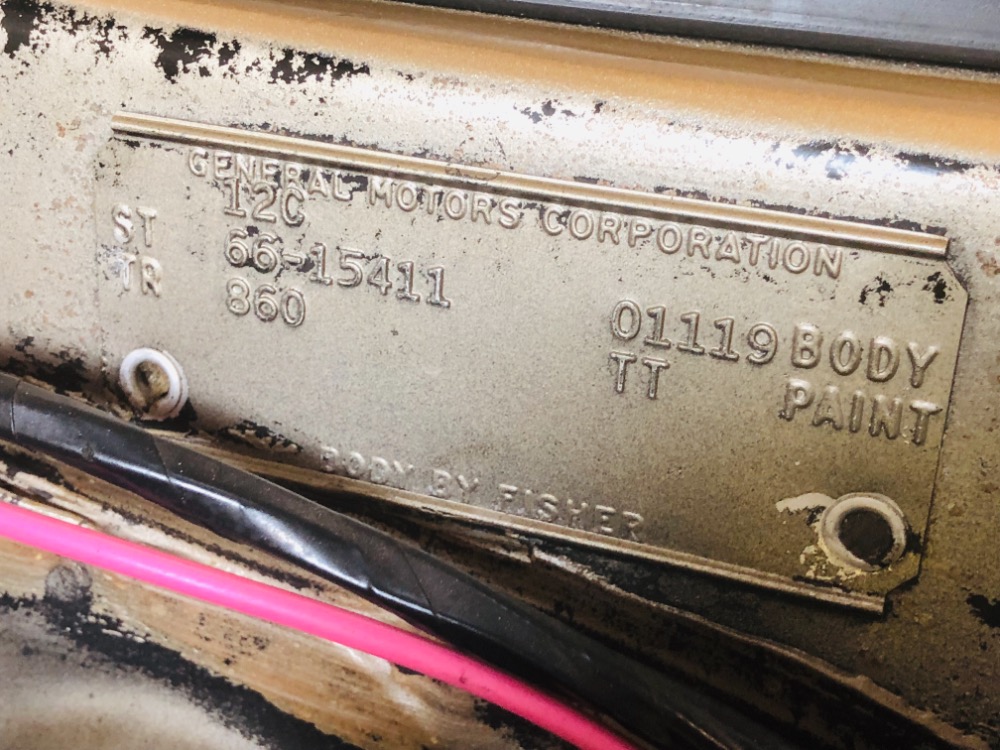 GENERAL MOTORS CORPORATION
12C
ST 66-15411 01119 BODY
TR 860 TT PAINT
BODY BY FISHER